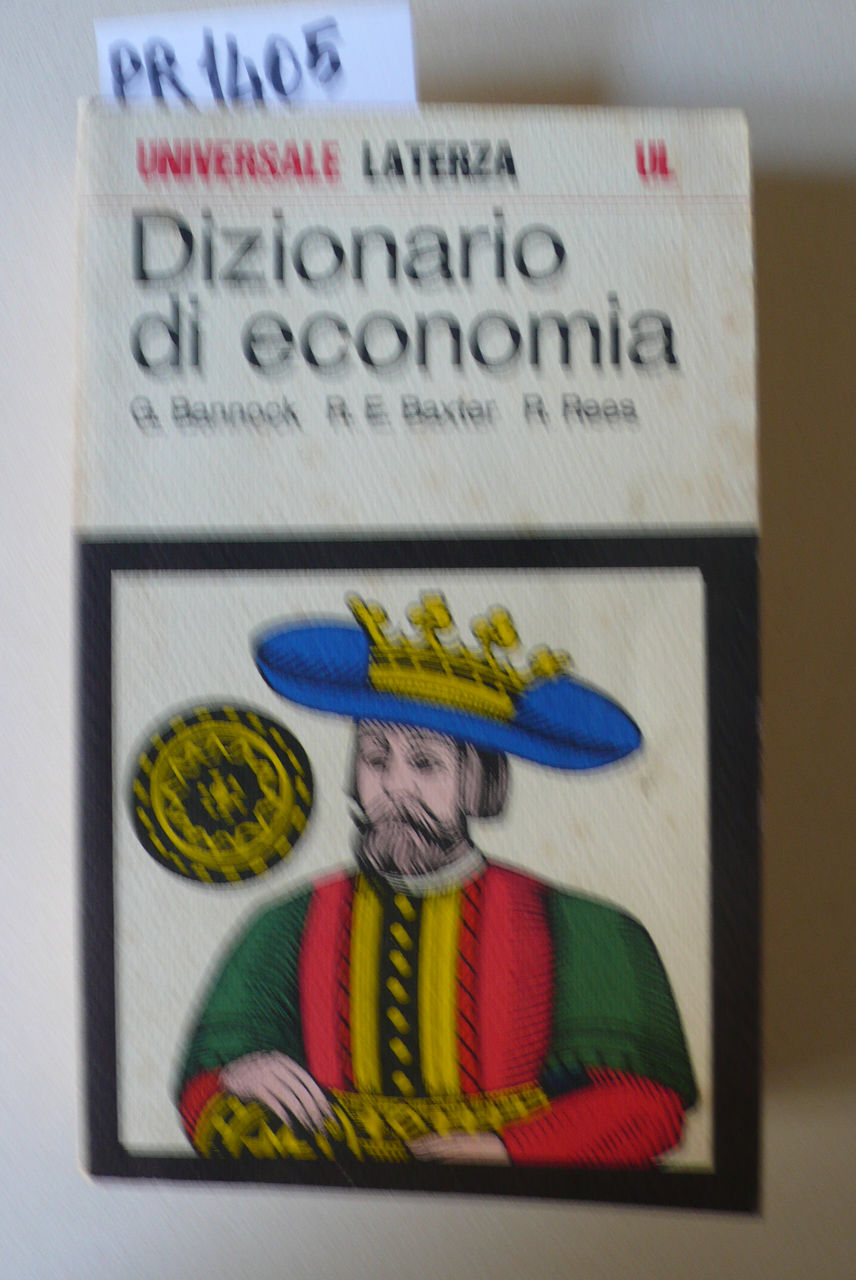 PR 1405
UNIVERSALE LATERZA UL
Dizionario
di economia
G. Bannock R. E. Baxter R. Rees